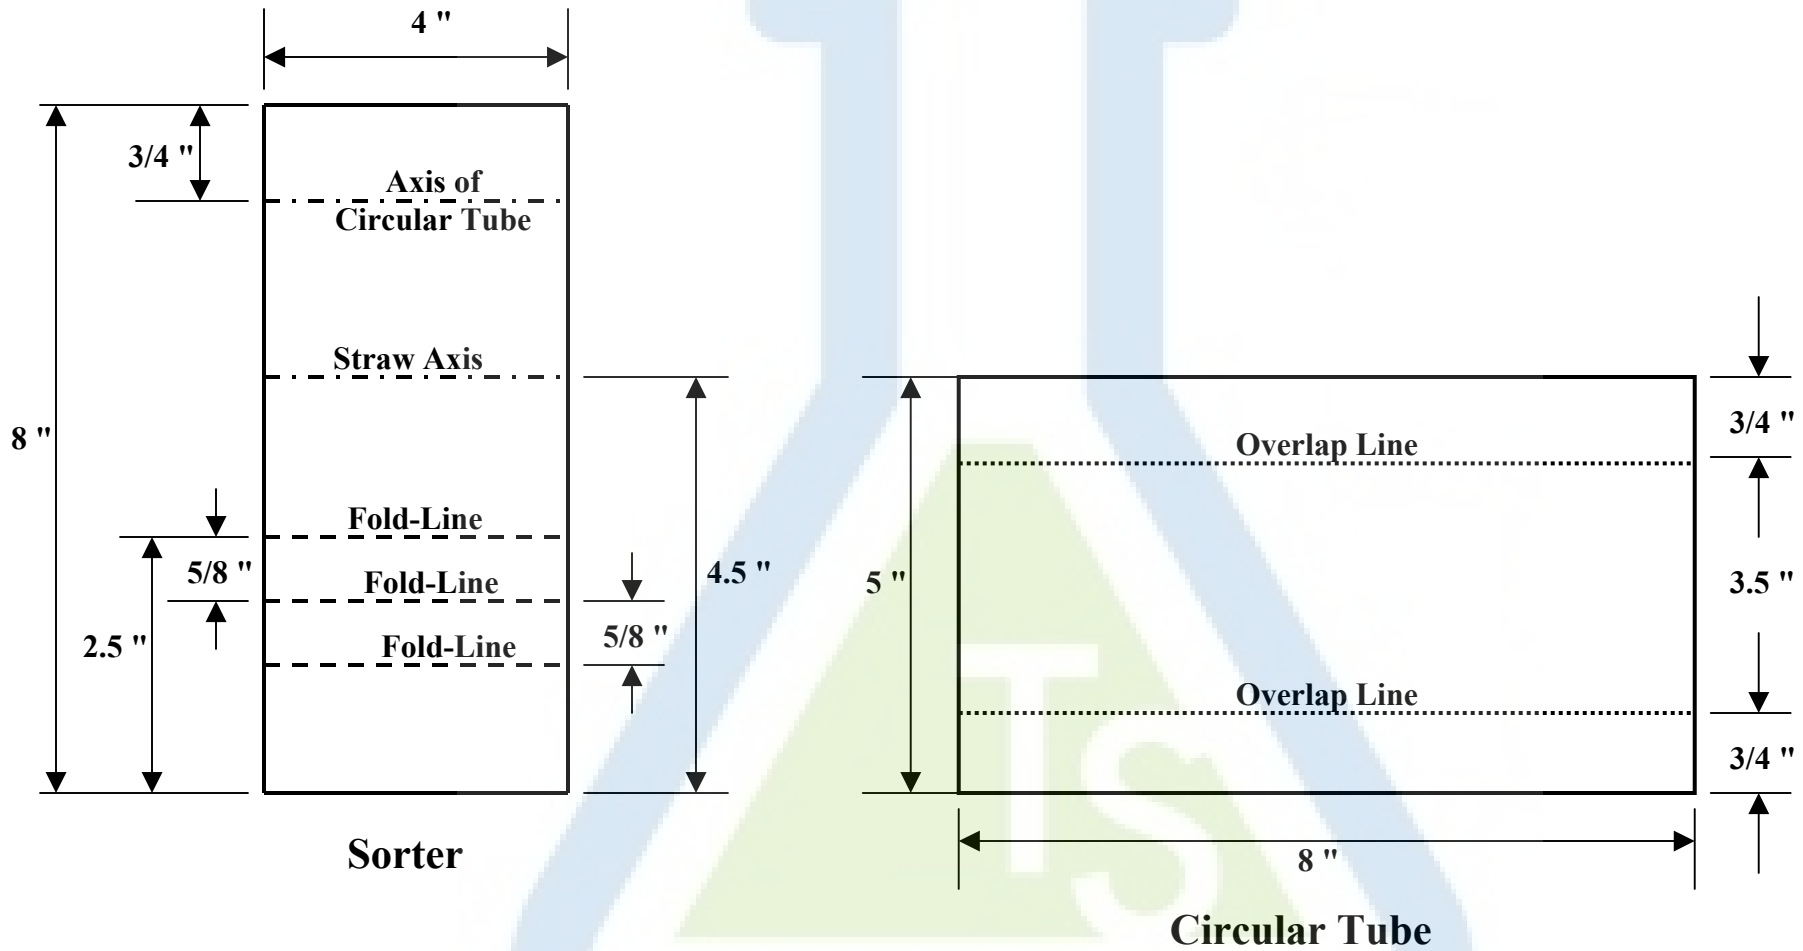 4 "
3/4 "
Axis of
Circular Tube
Straw Axis
8 "
Fold-Line
5/8 "
Fold-Line
4.5 "
2.5 "
Fold-Line
5/8 "
Sorter
3/4 "
Overlap Line
5 "
3.5 "
Overlap Line
3/4 "
8 "
Circular Tube
TS